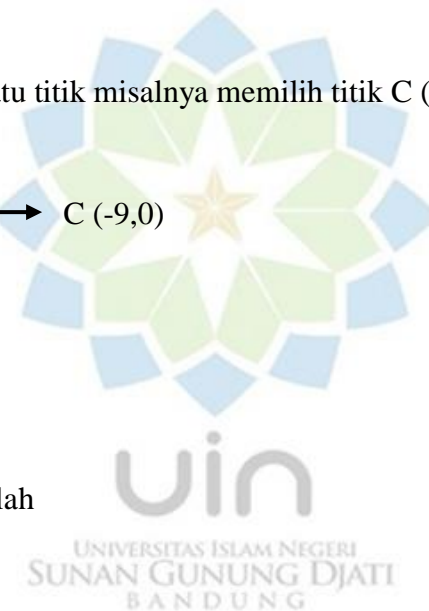 tu titik misalnya memilih titik C (
C (-9,0)
lah
uin
UNIVERSITAS ISLAM NEGERI
SUNAN GUNUNG DJATI
BANDUNG